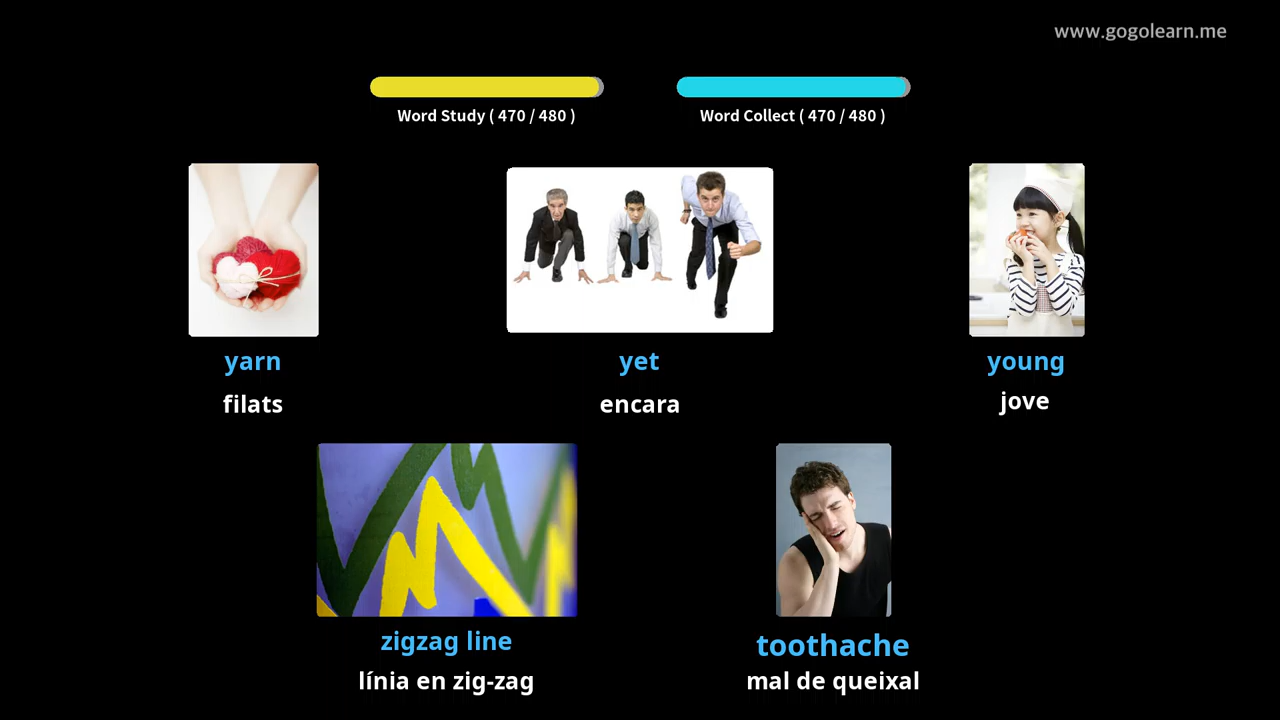 www.gogolearn.me
Word Study ( 470 / 480 )
Word Collect ( 470 / 480 )
yarn
filats
yet
encara
young
jove
zigzag line
línia en zig-zag
toothache
mal de queixal